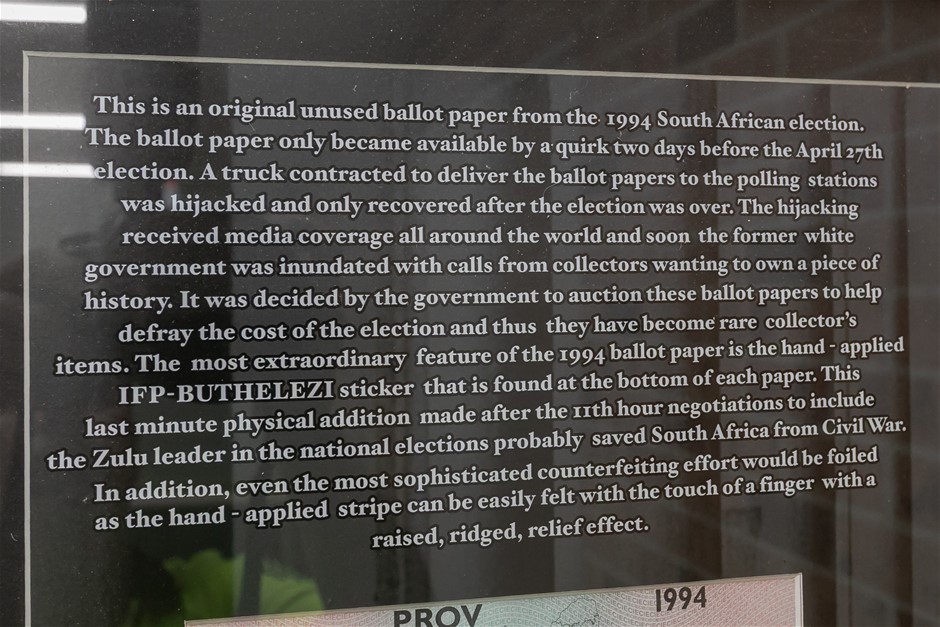 This is an original unused ballot paper from the 1994 South African election.
The ballot paper only became available by a quirk two days before the April 27th
election. A truck contracted to deliver the ballot papers to the polling stations
was hijacked and only recovered after the election was over. The hijacking
received media coverage all around the world and soon the former white
government was inundated with calls from collectors wanting to own a piece of
history. It was decided by the government to auction these ballot papers to help
defray the cost of the election and thus they have become rare collector's
items. The most extraordinary feature of the 1994 ballot paper is the hand - applied
IFP-BUTHELEZI sticker that is found at the bottom of each paper. This
last minute physical addition made after the 11th hour negotiations to include
the Zulu leader in the national elections probably saved South Africa from Civil War.
In addition, even the most sophisticated counterfeiting effort would be foiled
as the hand - applied stripe can be easily felt with the touch of a finger with a
raised, ridged, relief effect.
PROV 1994